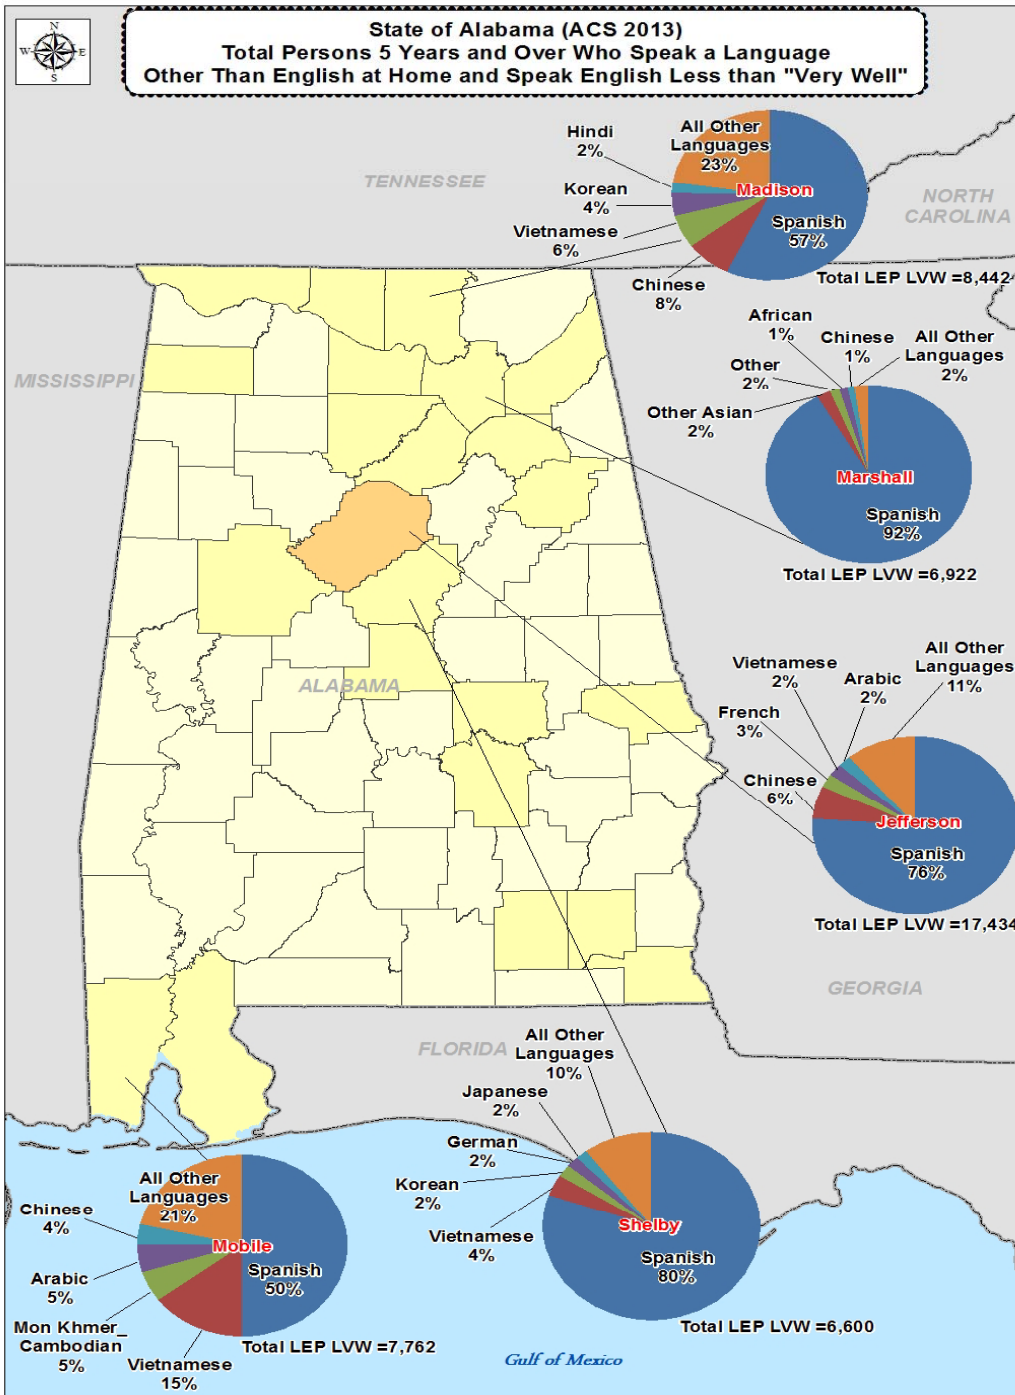 State of Alabama (ACS 2013)
Total Persons 5 Years and Over Who Speak a Language
Other Than English at Home and Speak English Less than "Very Well"
N
W
E
S
TENNESSEE
NORTH
CAROLINA
MISSISSIPPI
ALABAMA
GEORGIA
FLORIDA
Gulf of Mexico
Hindi
2%
All Other
Languages
23%
Korean
4%
Madison
Vietnamese
6%
Spanish
57%
Chinese
8%
Total LEP LVW =8,442
African
1%
Chinese
1%
All Other
Languages
2%
Other
2%
Other Asian
2%
Marshall
Spanish
92%
Total LEP LVW =6,922
Vietnamese
2%
Arabic
2%
All Other
Languages
11%
French
3%
Chinese
6%
Jefferson
Spanish
76%
Total LEP LVW =17,434
All Other
Languages
10%
Japanese
2%
German
2%
Korean
2%
Vietnamese
4%
Shelby
Spanish
80%
Total LEP LVW =6,600
All Other
Languages
21%
Chinese
4%
Mobile
Arabic
5%
Spanish
50%
Mon Khmer_
Cambodian
5%
Vietnamese
15%
Total LEP LVW =7,762